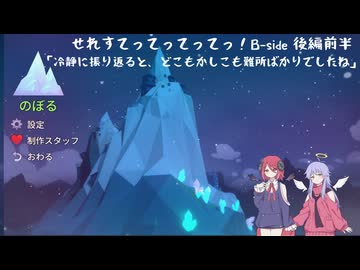 せれすてってってってっ！B-side 後編前半
「冷静に振り返ると、どこもかしこも難所ばかりでしたね」
のぼる
設定
制作スタッフ
おわる